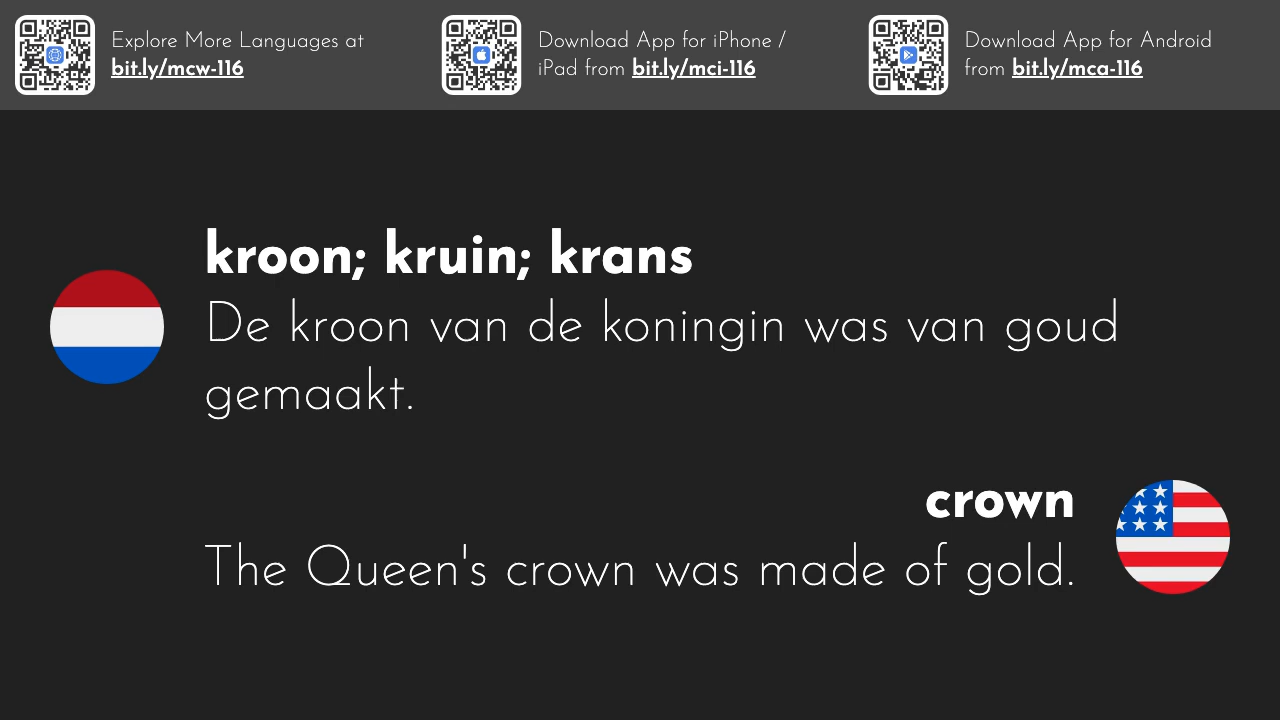 Explore More Languages at
bit.ly/mcw-116
Download App for iPhone /
iPad from bit.ly/mci-116
Download App for Android
from bit.ly/mca-116
kroon; kruin; krans
De kroon van de koningin was van goud
gemaakt.
crown
The Queen's crown was made of gold.